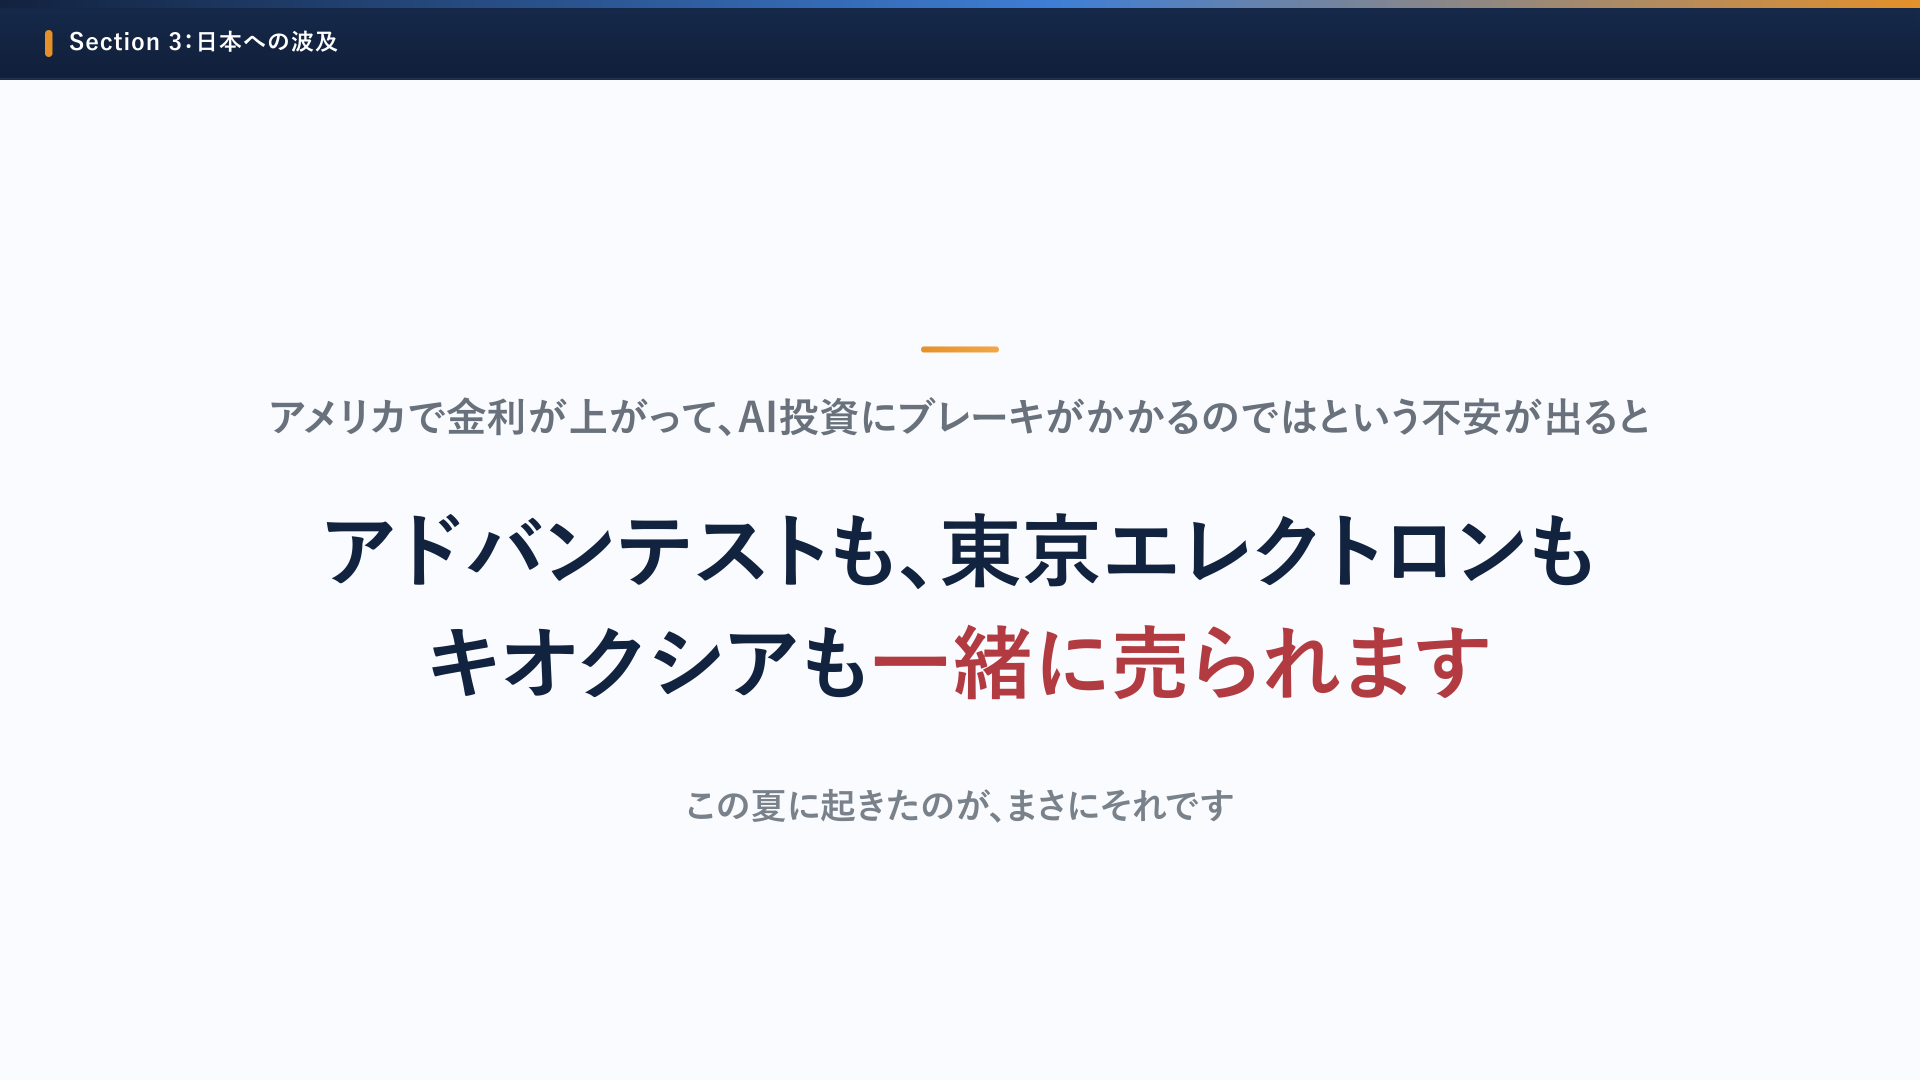 Section 3：日本への波及
アメリカで金利が上がって、AI投資にブレーキがかかるのではという不安が出ると
アドバンテストも、東京エレクトロンも
キオクシアも一緒に売られます
この夏に起きたのが、まさにそれです